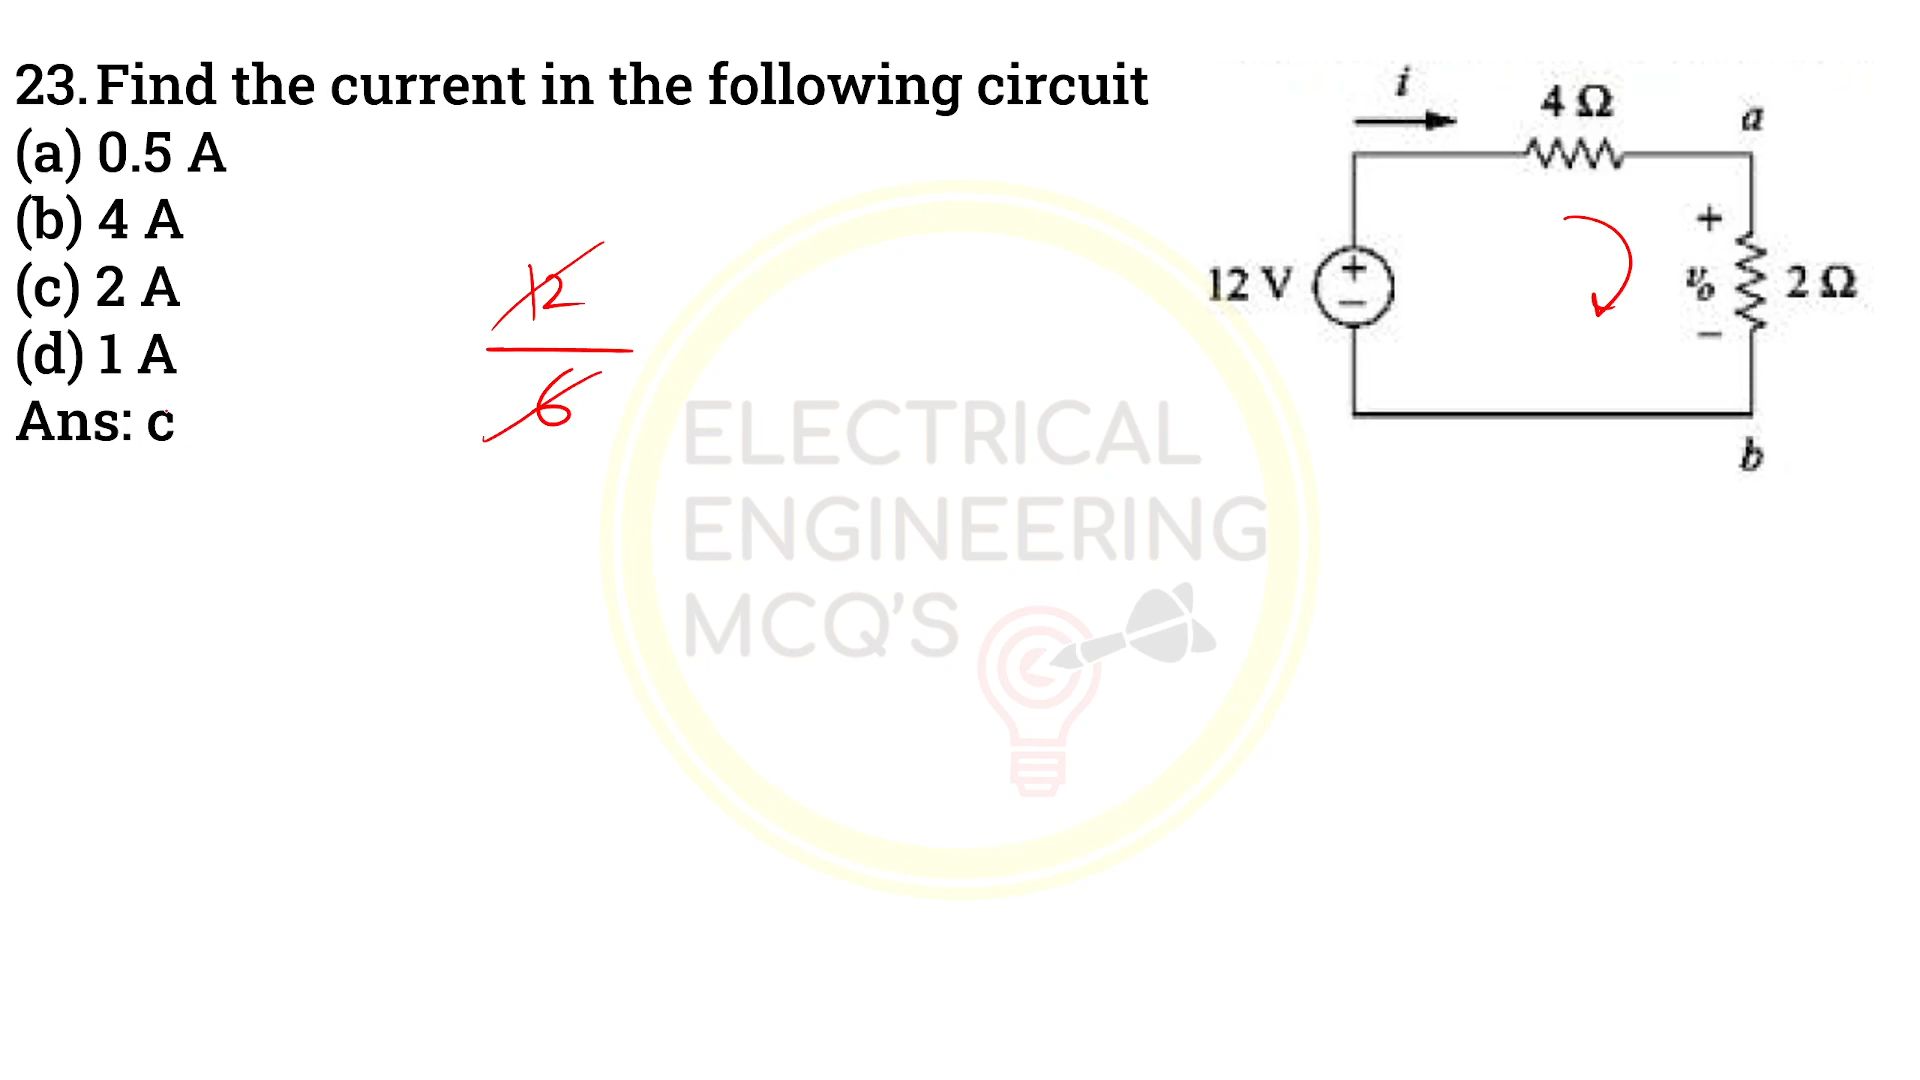 23. Find the current in the following circuit
(a) 0.5 A
(b) 4 A
(c) 2 A
(d) 1 A
Ans: c
12
6
i
4 Ω
a
12 V
+
−
+
v₀
−
2 Ω
b
ELECTRICAL
ENGINEERING
MCQ'S